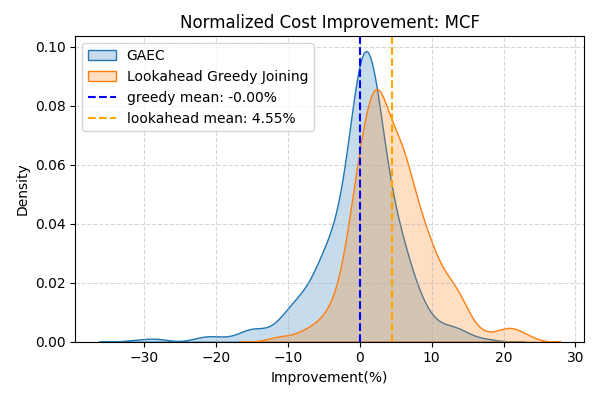 Normalized Cost Improvement: MCF
GAEC
Lookahead Greedy Joining
greedy mean: -0.00%
lookahead mean: 4.55%
0.10
0.08
0.06
0.04
0.02
0.00
Density
−30
−20
−10
0
10
20
30
Improvement(%)